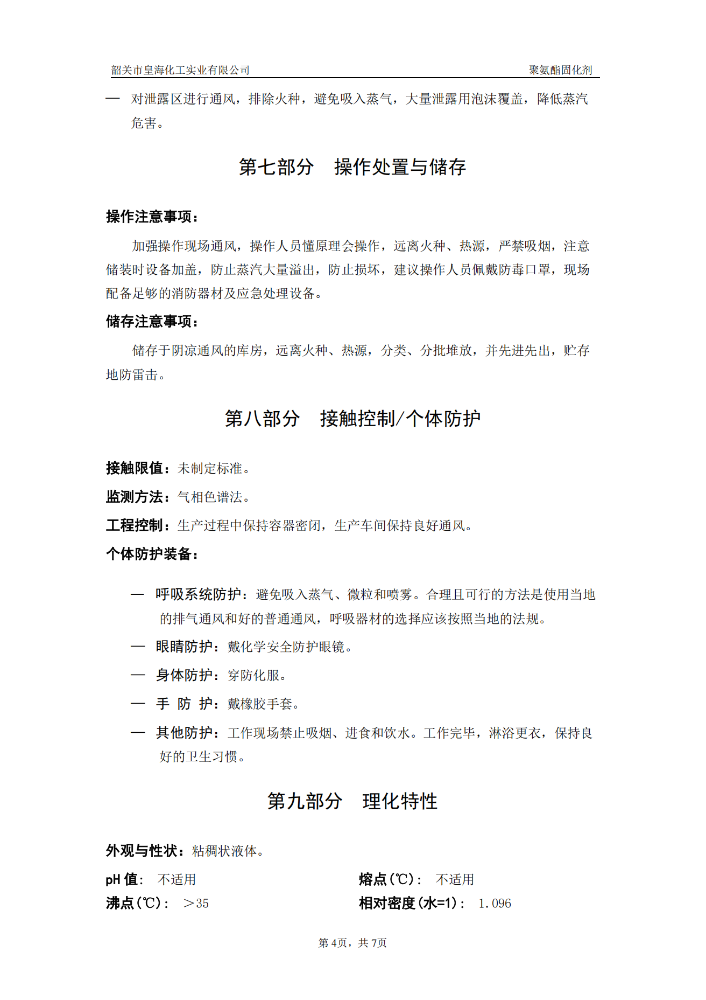 韶关市皇海化工实业有限公司 聚氨酯固化剂
— 对泄露区进行通风，排除火种，避免吸入蒸气，大量泄露用泡沫覆盖，降低蒸汽
危害。
第七部分 操作处置与储存
操作注意事项：
加强操作现场通风，操作人员懂原理会操作，远离火种、热源，严禁吸烟，注意
储装时设备加盖，防止蒸汽大量溢出，防止损坏，建议操作人员佩戴防毒口罩，现场
配备足够的消防器材及应急处理设备。
储存注意事项：
储存于阴凉通风的库房，远离火种、热源，分类、分批堆放，并先进先出，贮存
地防雷击。
第八部分 接触控制/个体防护
接触限值：未制定标准。
监测方法：气相色谱法。
工程控制：生产过程中保持容器密闭，生产车间保持良好通风。
个体防护装备：
— 呼吸系统防护：避免吸入蒸气、微粒和喷雾。合理且可行的方法是使用当地
的排气通风和好的普通通风，呼吸器材的选择应该按照当地的法规。
— 眼睛防护：戴化学安全防护眼镜。
— 身体防护：穿防化服。
— 手 防 护：戴橡胶手套。
— 其他防护：工作现场禁止吸烟、进食和饮水。工作完毕，淋浴更衣，保持良
好的卫生习惯。
第九部分 理化特性
外观与性状：粘稠状液体。
pH 值： 不适用 熔点(℃)： 不适用
沸点(℃)： ＞35 相对密度(水=1)： 1.096
第 4页，共 7页